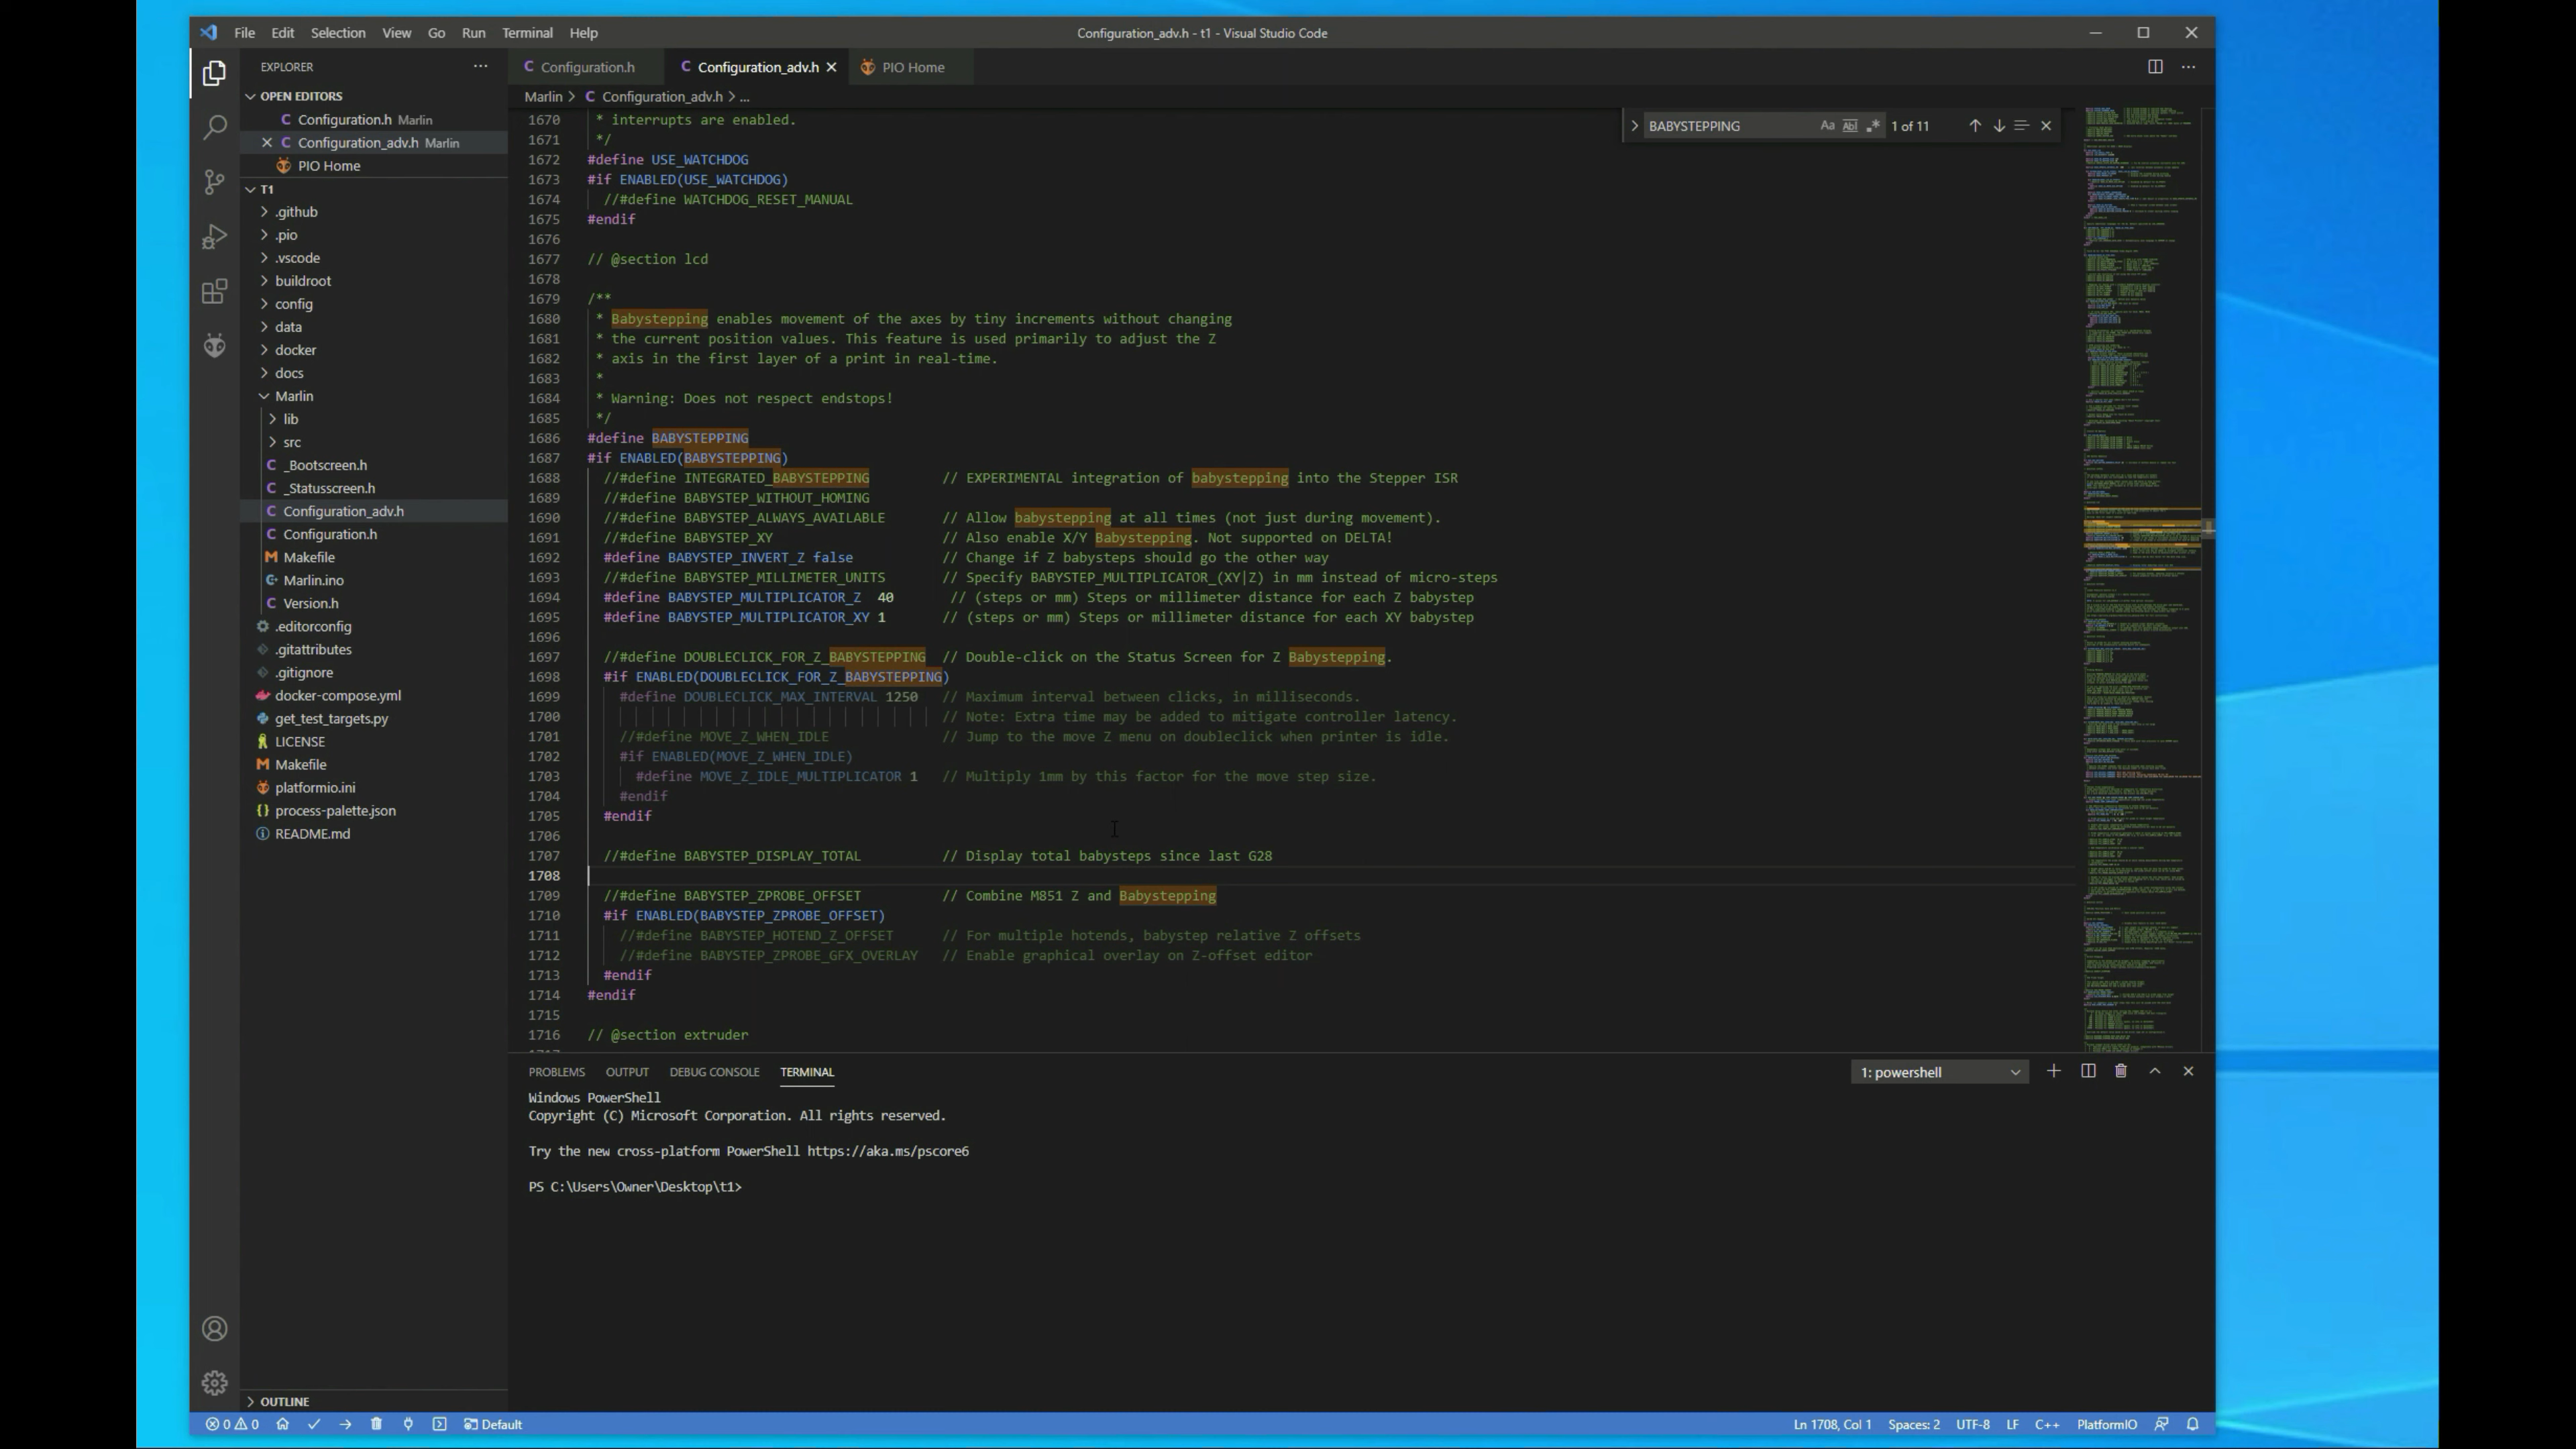 File Edit Selection View Go Run Terminal Help
Configuration_adv.h - t1 - Visual Studio Code
EXPLORER
OPEN EDITORS
Configuration.h Marlin
Configuration_adv.h Marlin
PIO Home
T1
.github
.pio
.vscode
buildroot
config
data
docker
docs
Marlin
lib
src
_Bootscreen.h
_Statusscreen.h
Configuration_adv.h
Configuration.h
Makefile
Marlin.ino
Version.h
.editorconfig
.gitattributes
.gitignore
docker-compose.yml
get_test_targets.py
LICENSE
Makefile
platformio.ini
process-palette.json
README.md
OUTLINE
Configuration.h Configuration_adv.h PIO Home
Marlin > Configuration_adv.h > ...
BABYSTEPPING Aa Abl .* 1 of 11
1670 * interrupts are enabled.
1671 */
1672 #define USE_WATCHDOG
1673 #if ENABLED(USE_WATCHDOG)
1674 //#define WATCHDOG_RESET_MANUAL
1675 #endif
1676
1677 // @section lcd
1678
1679 /**
1680 * Babystepping enables movement of the axes by tiny increments without changing
1681 * the current position values. This feature is used primarily to adjust the Z
1682 * axis in the first layer of a print in real-time.
1683 *
1684 * Warning: Does not respect endstops!
1685 */
1686 #define BABYSTEPPING
1687 #if ENABLED(BABYSTEPPING)
1688 //#define INTEGRATED_BABYSTEPPING // EXPERIMENTAL integration of babystepping into the Stepper ISR
1689 //#define BABYSTEP_WITHOUT_HOMING
1690 //#define BABYSTEP_ALWAYS_AVAILABLE // Allow babystepping at all times (not just during movement).
1691 //#define BABYSTEP_XY // Also enable X/Y Babystepping. Not supported on DELTA!
1692 #define BABYSTEP_INVERT_Z false // Change if Z babysteps should go the other way
1693 //#define BABYSTEP_MILLIMETER_UNITS // Specify BABYSTEP_MULTIPLICATOR_(XY|Z) in mm instead of micro-steps
1694 #define BABYSTEP_MULTIPLICATOR_Z 40 // (steps or mm) Steps or millimeter distance for each Z babystep
1695 #define BABYSTEP_MULTIPLICATOR_XY 1 // (steps or mm) Steps or millimeter distance for each XY babystep
1696
1697 //#define DOUBLECLICK_FOR_Z_BABYSTEPPING // Double-click on the Status Screen for Z Babystepping.
1698 #if ENABLED(DOUBLECLICK_FOR_Z_BABYSTEPPING)
1699 #define DOUBLECLICK_MAX_INTERVAL 1250 // Maximum interval between clicks, in milliseconds.
1700 // Note: Extra time may be added to mitigate controller latency.
1701 //#define MOVE_Z_WHEN_IDLE // Jump to the move Z menu on doubleclick when printer is idle.
1702 #if ENABLED(MOVE_Z_WHEN_IDLE)
1703 #define MOVE_Z_IDLE_MULTIPLICATOR 1 // Multiply 1mm by this factor for the move step size.
1704 #endif
1705 #endif
1706
1707 //#define BABYSTEP_DISPLAY_TOTAL // Display total babysteps since last G28
1708
1709 //#define BABYSTEP_ZPROBE_OFFSET // Combine M851 Z and Babystepping
1710 #if ENABLED(BABYSTEP_ZPROBE_OFFSET)
1711 //#define BABYSTEP_HOTEND_Z_OFFSET // For multiple hotends, babystep relative Z offsets
1712 //#define BABYSTEP_ZPROBE_GFX_OVERLAY // Enable graphical overlay on Z-offset editor
1713 #endif
1714 #endif
1715
1716 // @section extruder
PROBLEMS OUTPUT DEBUG CONSOLE TERMINAL
1: powershell
Windows PowerShell
Copyright (C) Microsoft Corporation. All rights reserved.
Try the new cross-platform PowerShell https://aka.ms/pscore6
PS C:\Users\Owner\Desktop\t1>
0 0 Default
Ln 1708, Col 1 Spaces: 2 UTF-8 LF C++ PlatformIO